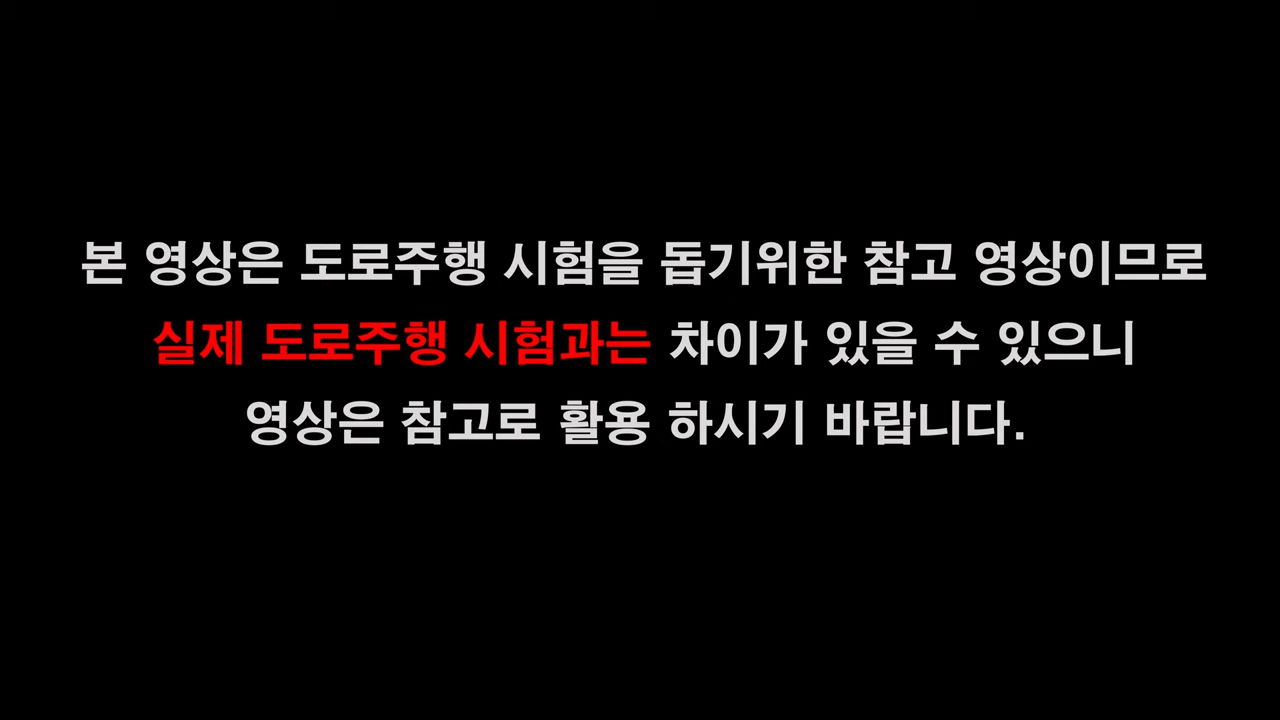 본 영상은 도로주행 시험을 돕기위한 참고 영상이므로
실제 도로주행 시험과는 차이가 있을 수 있으니
영상은 참고로 활용 하시기 바랍니다.